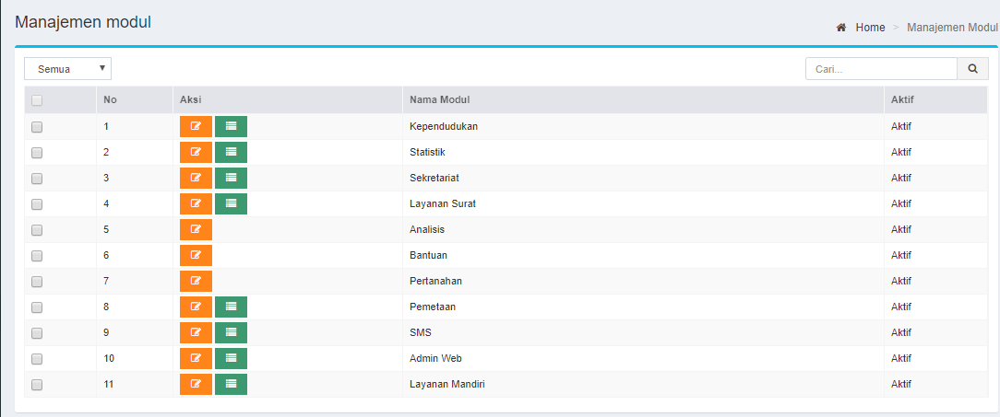 Manajemen modul
Home > Manajemen Modul
Semua
Cari...
No Aksi Nama Modul Aktif
1 Kependudukan Aktif
2 Statistik Aktif
3 Sekretariat Aktif
4 Layanan Surat Aktif
5 Analisis Aktif
6 Bantuan Aktif
7 Pertanahan Aktif
8 Pemetaan Aktif
9 SMS Aktif
10 Admin Web Aktif
11 Layanan Mandiri Aktif